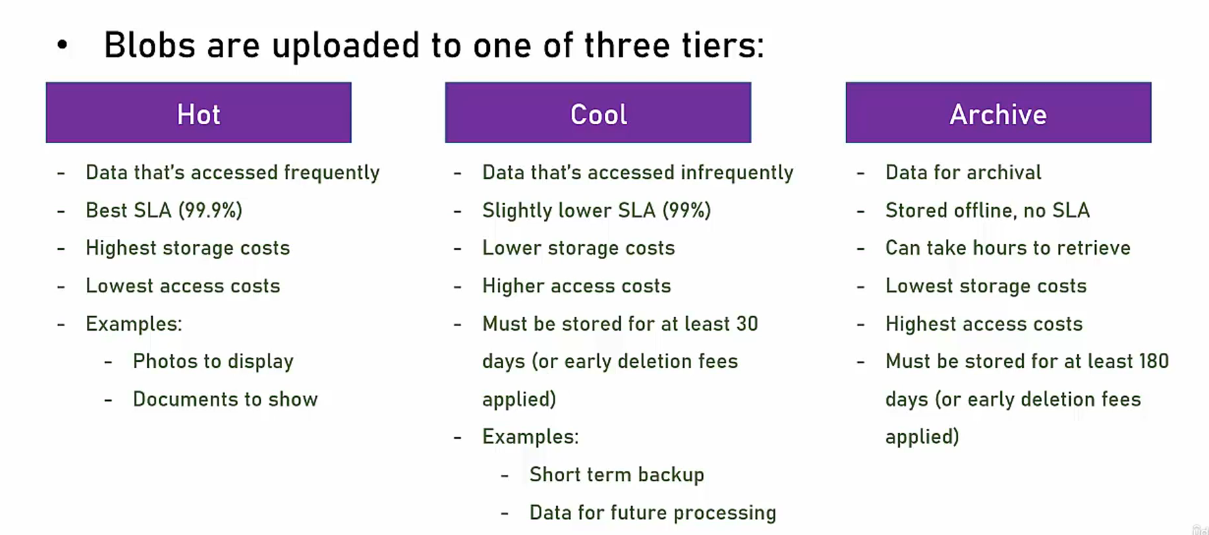 • Blobs are uploaded to one of three tiers:
Hot
- Data that's accessed frequently
- Best SLA (99.9%)
- Highest storage costs
- Lowest access costs
- Examples:
- Photos to display
- Documents to show
Cool
- Data that's accessed infrequently
- Slightly lower SLA (99%)
- Lower storage costs
- Higher access costs
- Must be stored for at least 30
days (or early deletion fees
applied)
- Examples:
- Short term backup
- Data for future processing
Archive
- Data for archival
- Stored offline, no SLA
- Can take hours to retrieve
- Lowest storage costs
- Highest access costs
- Must be stored for at least 180
days (or early deletion fees
applied)